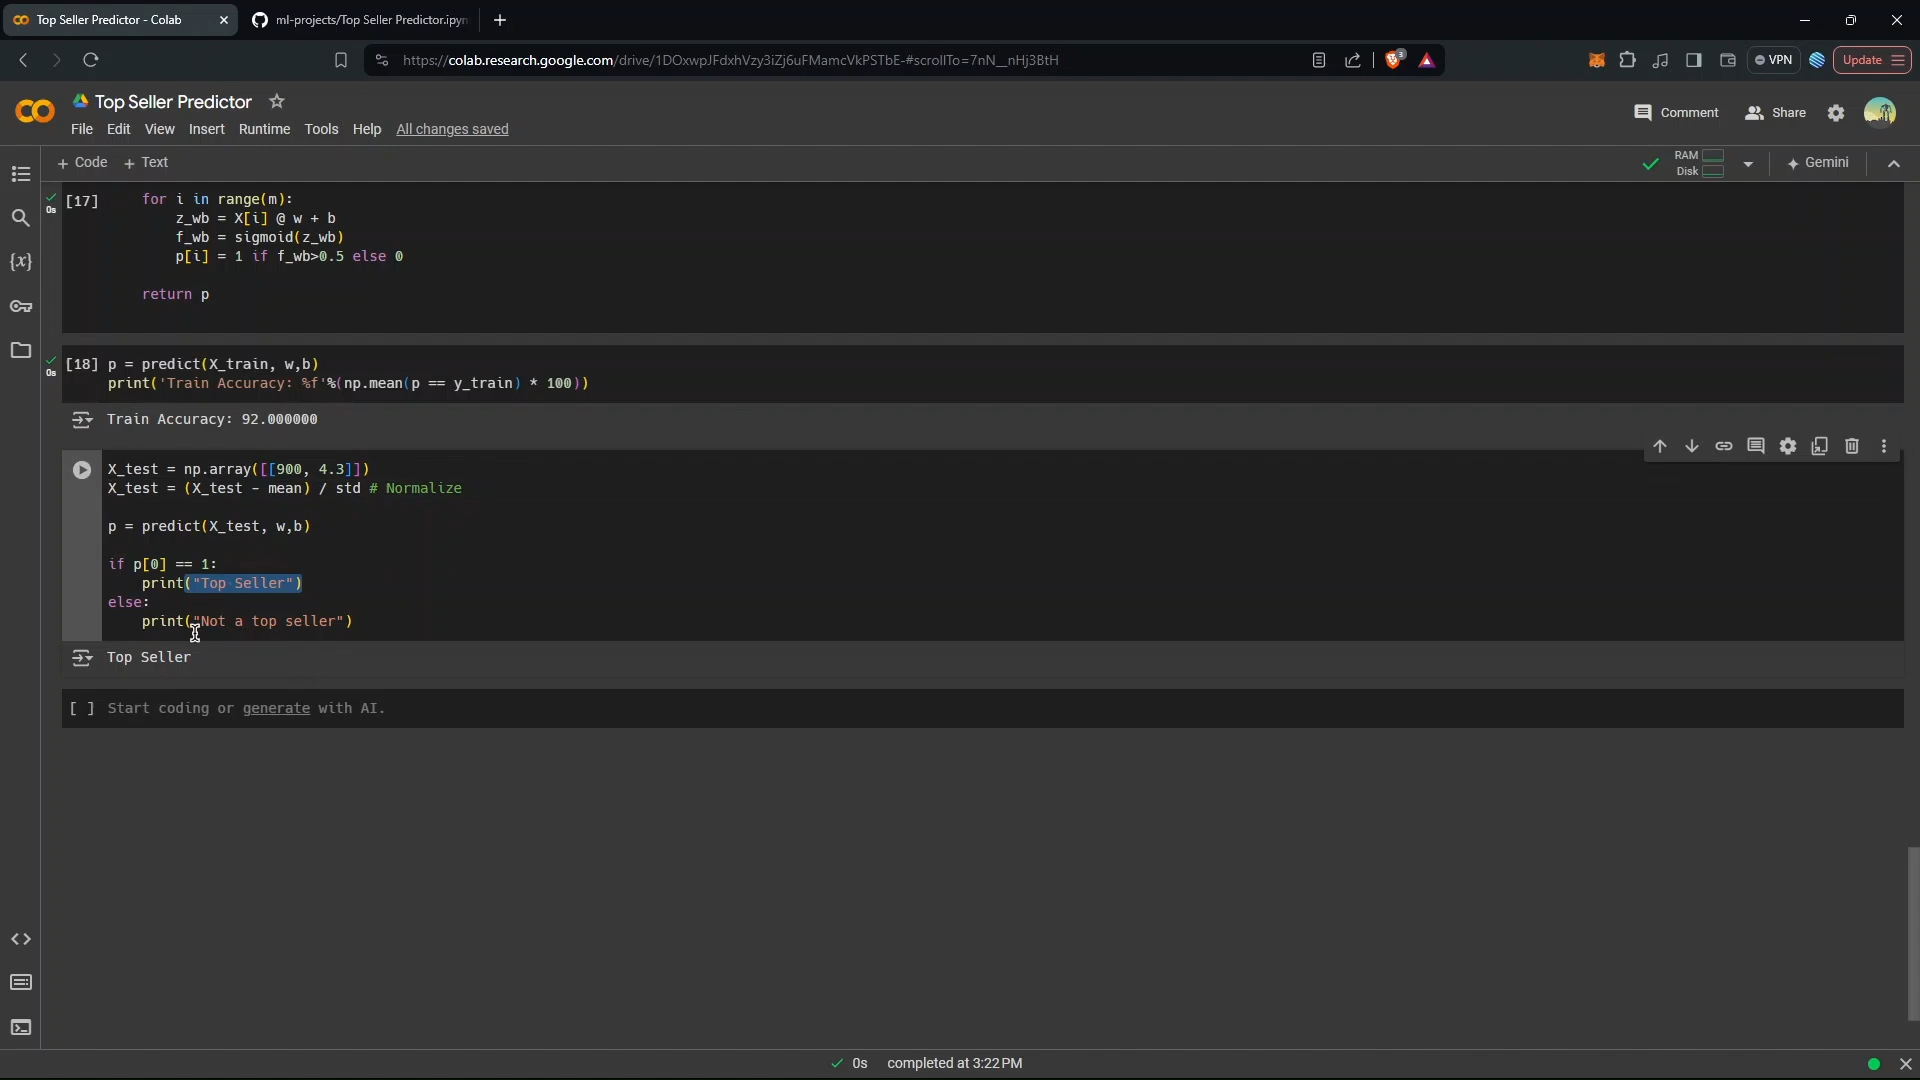 Top Seller Predictor - Colab
ml-projects/Top Seller Predictor.ipyn
https://colab.research.google.com/drive/1DOxwpJFdxhVzy3iZj6uFMamcVkPSTbE-#scrollTo=7nN__nHj3BtH
3
VPN
Update
Top Seller Predictor
File Edit View Insert Runtime Tools Help All changes saved
Comment Share
+ Code + Text
RAM
Disk
Gemini
0s
[17] for i in range(m):
z_wb = X[i] @ w + b
f_wb = sigmoid(z_wb)
p[i] = 1 if f_wb>0.5 else 0
return p
0s
[18] p = predict(X_train, w,b)
print('Train Accuracy: %f'%(np.mean(p == y_train) * 100))
Train Accuracy: 92.000000
X_test = np.array([[900, 4.3]])
X_test = (X_test - mean) / std # Normalize
p = predict(X_test, w,b)
if p[0] == 1:
print("Top Seller")
else:
print("Not a top seller")
Top Seller
[ ] Start coding or generate with AI.
0s completed at 3:22 PM